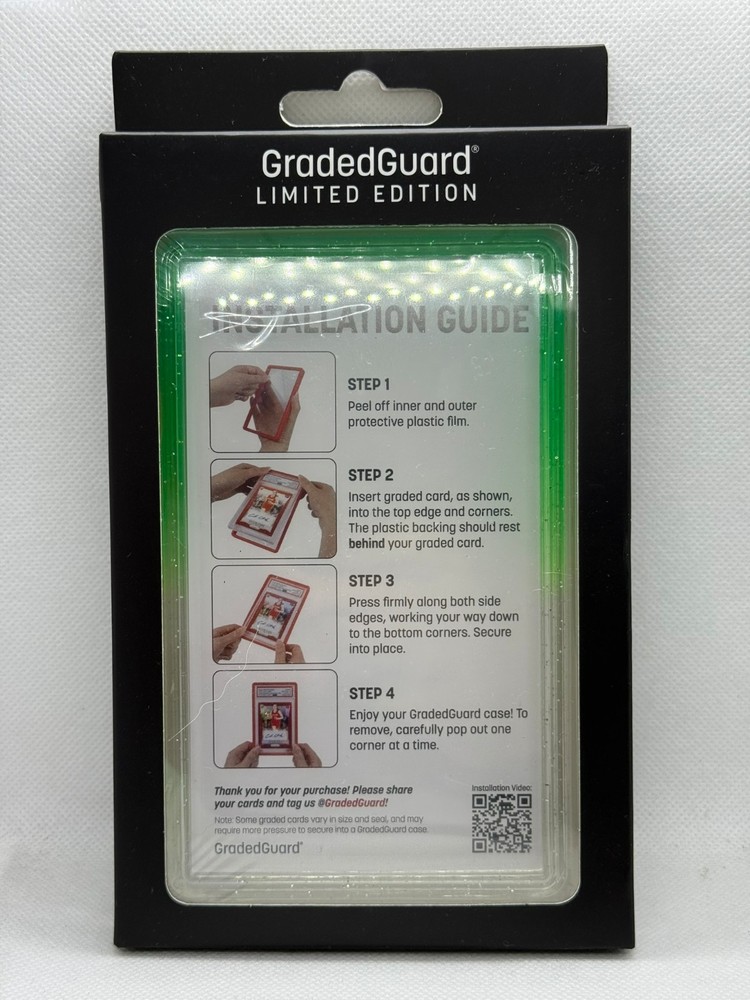 GradedGuard®
LIMITED EDITION
INSTALLATION GUIDE
STEP 1
Peel off inner and outer
protective plastic film.
STEP 2
Insert graded card, as shown,
into the top edge and corners.
The plastic backing should rest
behind your graded card.
STEP 3
Press firmly along both side
edges, working your way down
to the bottom corners. Secure
into place.
STEP 4
Enjoy your GradedGuard case! To
remove, carefully pop out one
corner at a time.
Thank you for your purchase! Please share
your cards and tag us @GradedGuard!
Note: Some graded cards vary in size and seal, and may
require more pressure to secure into a GradedGuard case.
GradedGuard®
Installation Video: